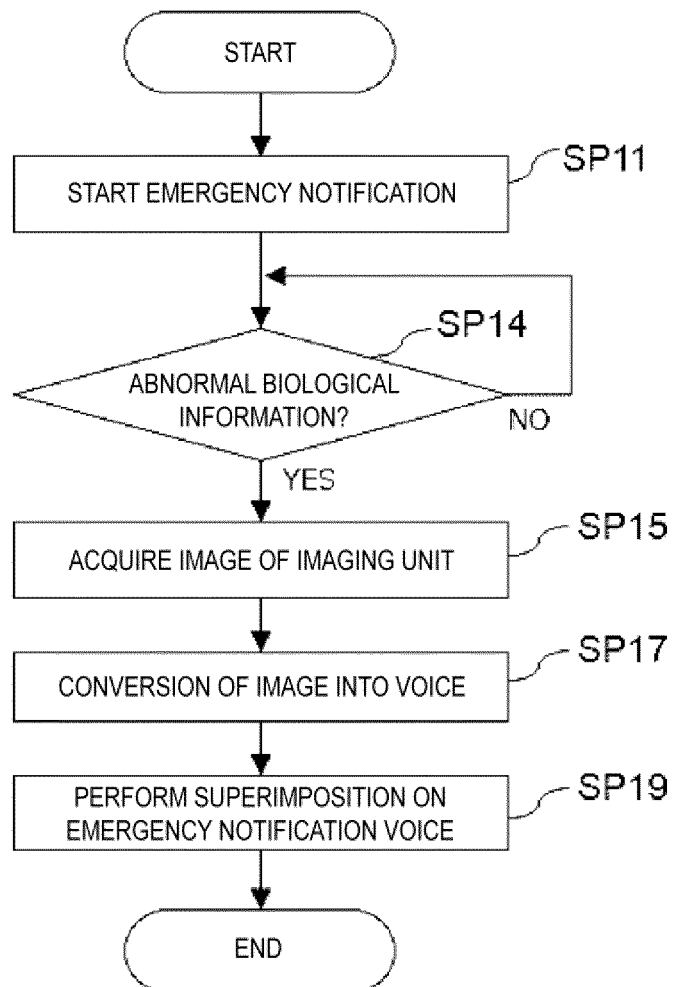 START
SP11
START EMERGENCY NOTIFICATION
SP14
ABNORMAL BIOLOGICAL
INFORMATION?
NO
YES
SP15
ACQUIRE IMAGE OF IMAGING UNIT
SP17
CONVERSION OF IMAGE INTO VOICE
SP19
PERFORM SUPERIMPOSITION ON
EMERGENCY NOTIFICATION VOICE
END